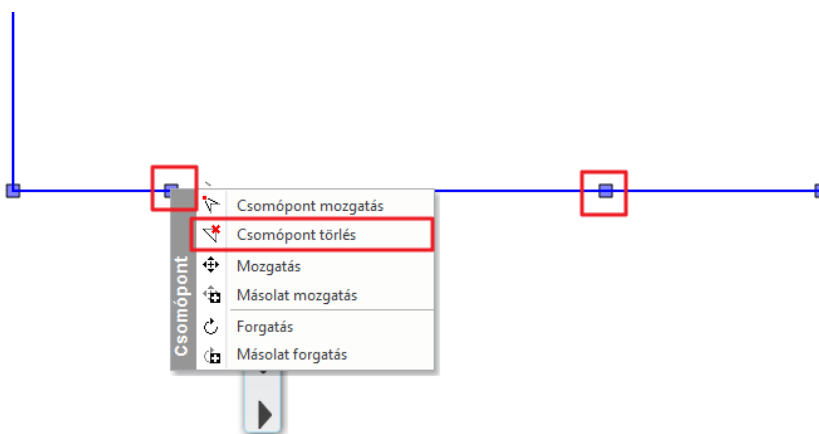 Csomópont
Csomópont mozgatás
Csomópont törlés
Mozgatás
Másolat mozgatás
Forgatás
Másolat forgatás